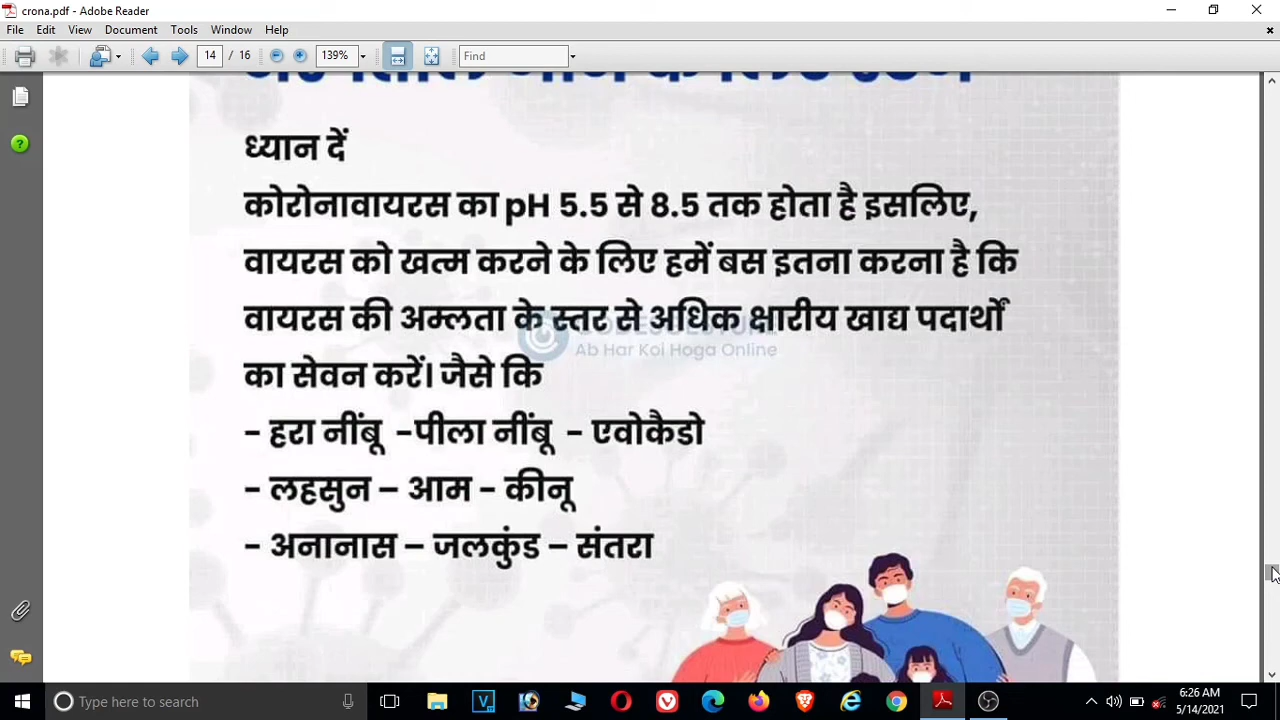 crona.pdf - Adobe Reader
File Edit View Document Tools Window Help
14 / 16 139% Find
ध्यान दें
कोरोनावायरस का pH 5.5 से 8.5 तक होता है इसलिए,
वायरस को खत्म करने के लिए हमें बस इतना करना है कि
वायरस की अम्लता के स्तर से अधिक क्षारीय खाद्य पदार्थों
Ab Har Koi Hoga Online
का सेवन करें। जैसे कि
- हरा नींबू -पीला नींबू - एवोकैडो
- लहसुन – आम - कीनू
- अनानास – जलकुंड – संतरा
Type here to search
6:26 AM
5/14/2021